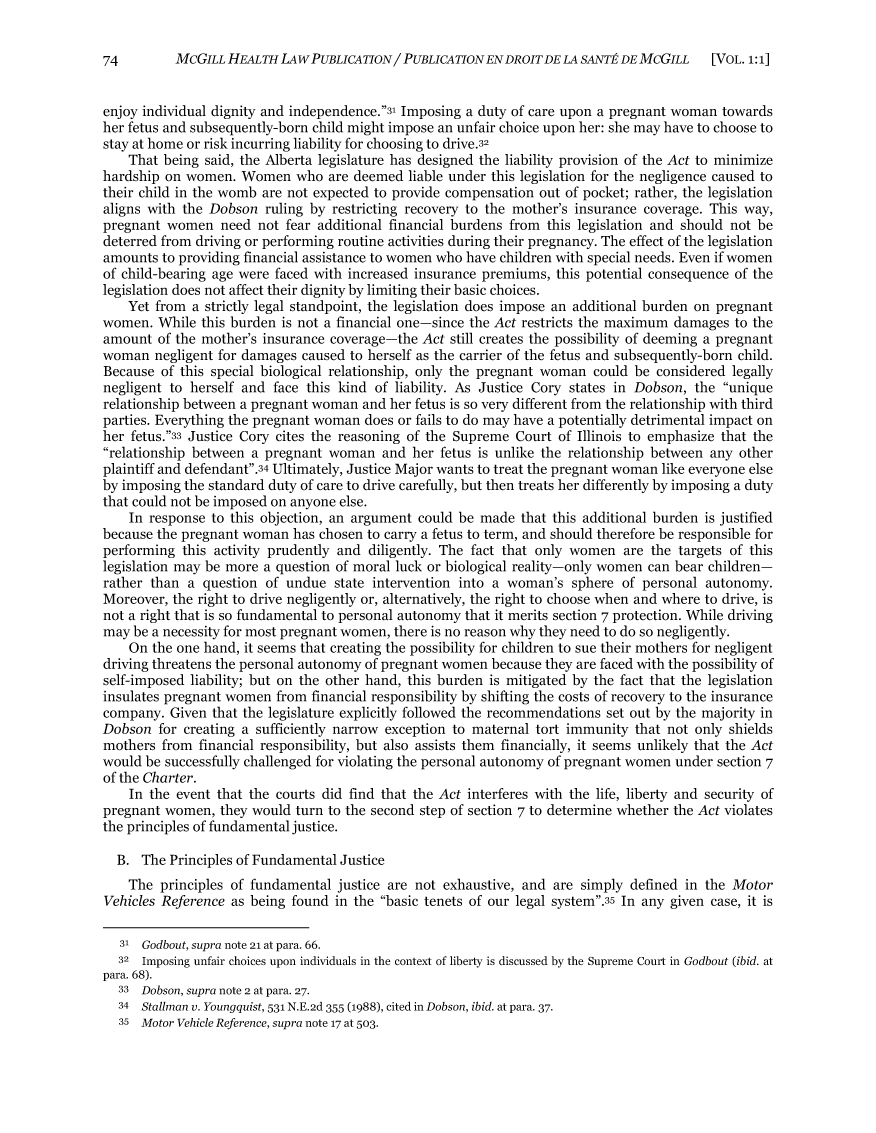 74 MCGILL HEALTH LAW PUBLICATION / PUBLICATION EN DROIT DE LA SANTÉ DE MCGILL [VOL. 1:1]
enjoy individual dignity and independence.”31 Imposing a duty of care upon a pregnant woman towards
her fetus and subsequently-born child might impose an unfair choice upon her: she may have to choose to
stay at home or risk incurring liability for choosing to drive.32
That being said, the Alberta legislature has designed the liability provision of the Act to minimize
hardship on women. Women who are deemed liable under this legislation for the negligence caused to
their child in the womb are not expected to provide compensation out of pocket; rather, the legislation
aligns with the Dobson ruling by restricting recovery to the mother’s insurance coverage. This way,
pregnant women need not fear additional financial burdens from this legislation and should not be
deterred from driving or performing routine activities during their pregnancy. The effect of the legislation
amounts to providing financial assistance to women who have children with special needs. Even if women
of child-bearing age were faced with increased insurance premiums, this potential consequence of the
legislation does not affect their dignity by limiting their basic choices.
Yet from a strictly legal standpoint, the legislation does impose an additional burden on pregnant
women. While this burden is not a financial one—since the Act restricts the maximum damages to the
amount of the mother’s insurance coverage—the Act still creates the possibility of deeming a pregnant
woman negligent for damages caused to herself as the carrier of the fetus and subsequently-born child.
Because of this special biological relationship, only the pregnant woman could be considered legally
negligent to herself and face this kind of liability. As Justice Cory states in Dobson, the “unique
relationship between a pregnant woman and her fetus is so very different from the relationship with third
parties. Everything the pregnant woman does or fails to do may have a potentially detrimental impact on
her fetus.”33 Justice Cory cites the reasoning of the Supreme Court of Illinois to emphasize that the
“relationship between a pregnant woman and her fetus is unlike the relationship between any other
plaintiff and defendant”.34 Ultimately, Justice Major wants to treat the pregnant woman like everyone else
by imposing the standard duty of care to drive carefully, but then treats her differently by imposing a duty
that could not be imposed on anyone else.
In response to this objection, an argument could be made that this additional burden is justified
because the pregnant woman has chosen to carry a fetus to term, and should therefore be responsible for
performing this activity prudently and diligently. The fact that only women are the targets of this
legislation may be more a question of moral luck or biological reality—only women can bear children—
rather than a question of undue state intervention into a woman’s sphere of personal autonomy.
Moreover, the right to drive negligently or, alternatively, the right to choose when and where to drive, is
not a right that is so fundamental to personal autonomy that it merits section 7 protection. While driving
may be a necessity for most pregnant women, there is no reason why they need to do so negligently.
On the one hand, it seems that creating the possibility for children to sue their mothers for negligent
driving threatens the personal autonomy of pregnant women because they are faced with the possibility of
self-imposed liability; but on the other hand, this burden is mitigated by the fact that the legislation
insulates pregnant women from financial responsibility by shifting the costs of recovery to the insurance
company. Given that the legislature explicitly followed the recommendations set out by the majority in
Dobson for creating a sufficiently narrow exception to maternal tort immunity that not only shields
mothers from financial responsibility, but also assists them financially, it seems unlikely that the Act
would be successfully challenged for violating the personal autonomy of pregnant women under section 7
of the Charter.
In the event that the courts did find that the Act interferes with the life, liberty and security of
pregnant women, they would turn to the second step of section 7 to determine whether the Act violates
the principles of fundamental justice.
B. The Principles of Fundamental Justice
The principles of fundamental justice are not exhaustive, and are simply defined in the Motor
Vehicles Reference as being found in the “basic tenets of our legal system”.35 In any given case, it is
31 Godbout, supra note 21 at para. 66.
32 Imposing unfair choices upon individuals in the context of liberty is discussed by the Supreme Court in Godbout (ibid. at
para. 68).
33 Dobson, supra note 2 at para. 27.
34 Stallman v. Youngquist, 531 N.E.2d 355 (1988), cited in Dobson, ibid. at para. 37.
35 Motor Vehicle Reference, supra note 17 at 503.